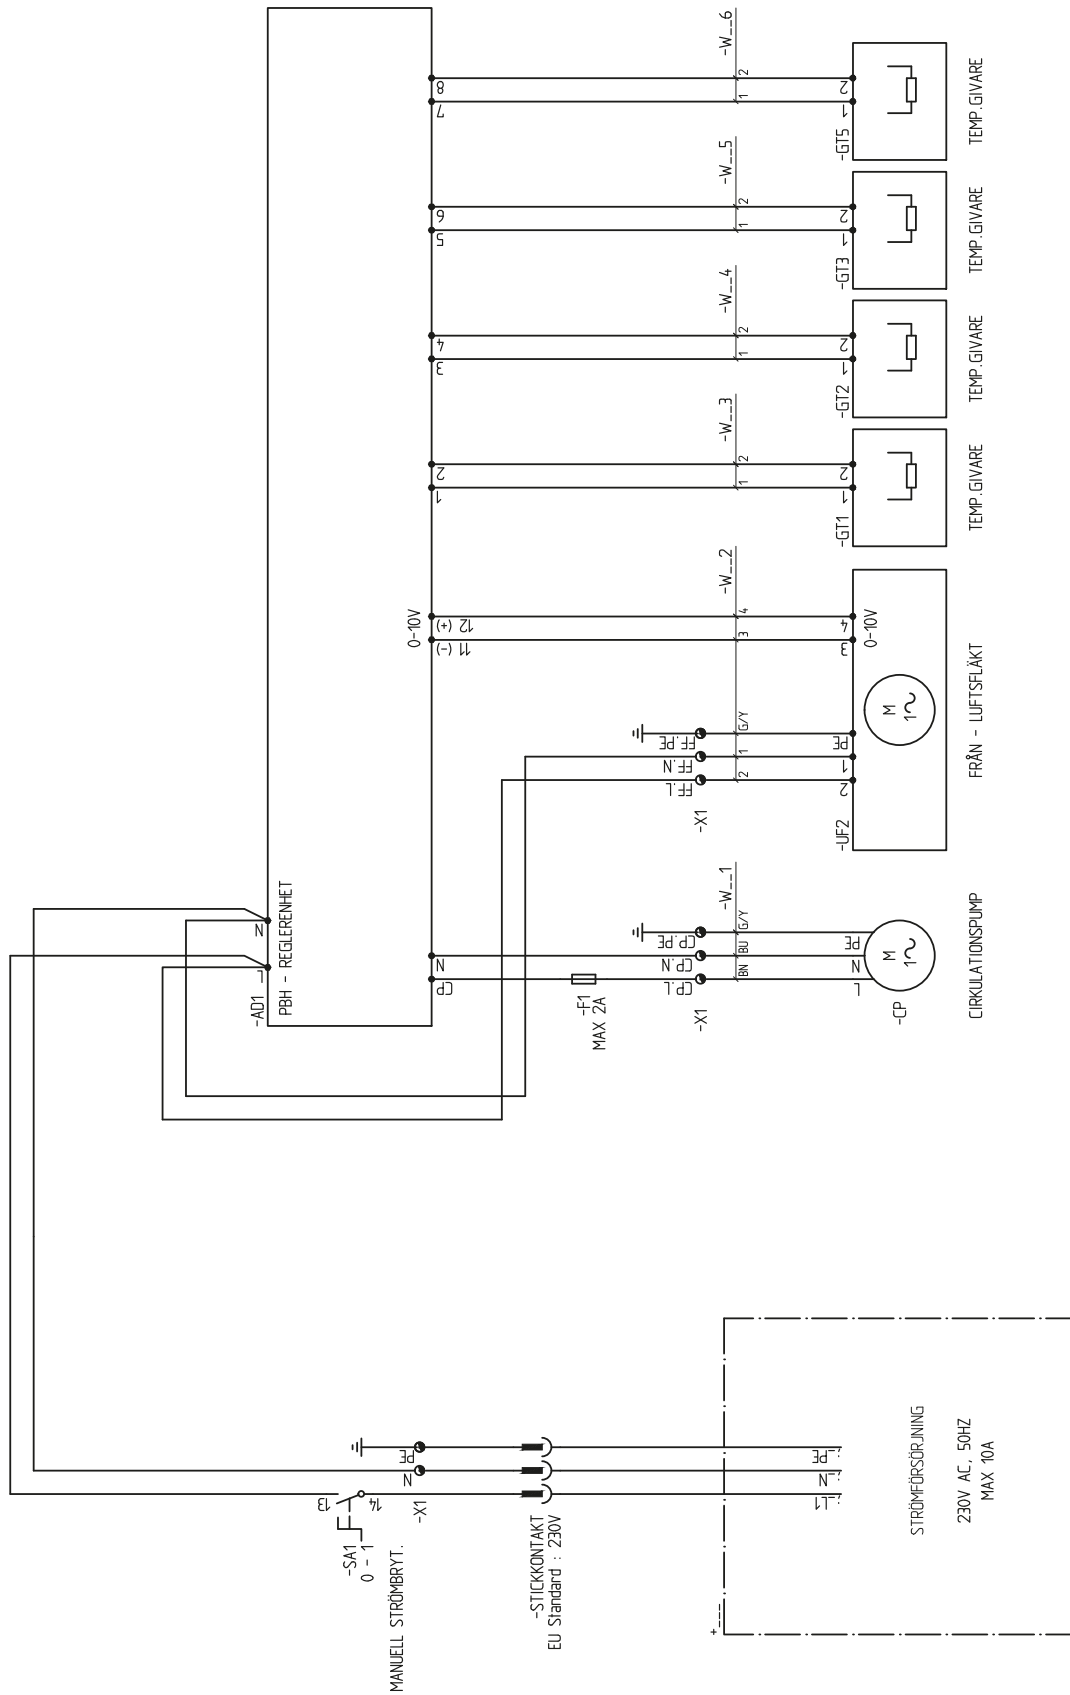 -SA1
0 - 1
MANUELL STRÖMBRYT.
13
14
-X1
N
PE
-STICKKONTAKT
EU Standard : 230V
+---
;_L1
;_N
;_PE
STRÖMFÖRSÖRJNING
230V AC, 50HZ
MAX 10A
-AD1
PBH - REGLERENHET
L
N
CP
N
-F1
MAX 2A
-X1
CP.L
CP.N
CP.PE
-W__1
BN
BU
G/Y
L
N
PE
-CP
M
1
CIRKULATIONSPUMP
-X1
FF.L
FF.N
FF.PE
-W__2
2
1
G/Y
3
4
0-10V
11 (-)
12 (+)
-UF2
2
1
PE
3
4
0-10V
M
1
FRÅN - LUFTSFLÄKT
1
2
-W__3
1
2
-GT1
1
2
TEMP.GIVARE
3
4
-W__4
1
2
-GT2
1
2
TEMP.GIVARE
5
6
-W__5
1
2
-GT3
1
2
TEMP.GIVARE
7
8
-W__6
1
2
-GT5
1
2
TEMP.GIVARE